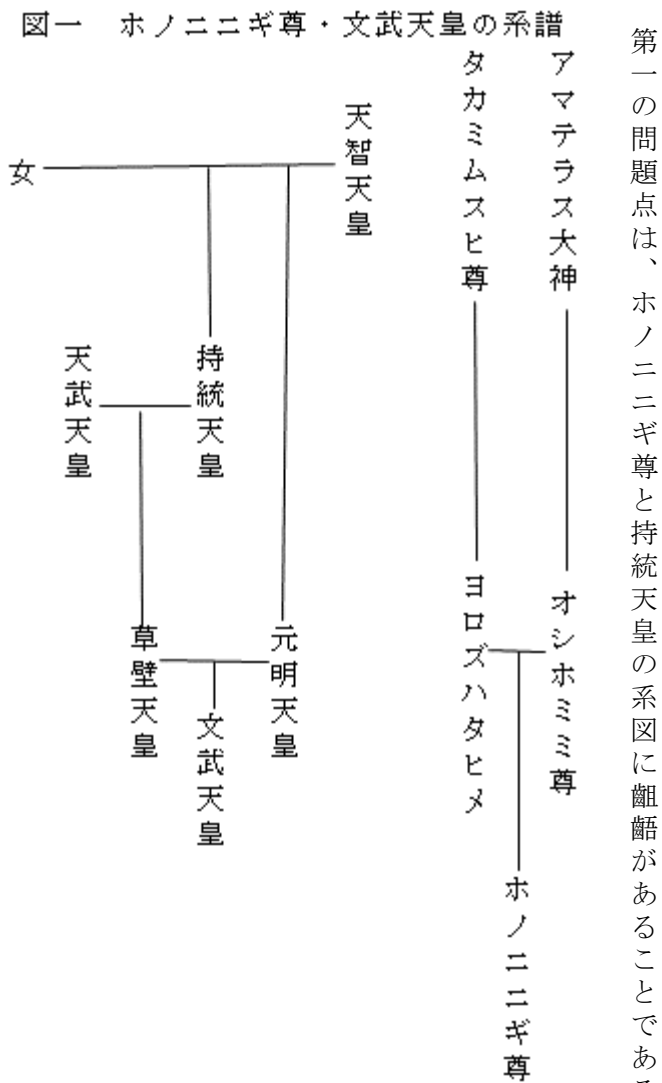 図一　ホノニニギ尊・文武天皇の系譜
第一の問題点は、ホノニニギ尊と持統天皇の系図に齟齬があることであ
アマテラス大神
タカミムスヒ尊
オシホミミ尊
ヨロズハタヒメ
ホノニニギ尊
天智天皇
女
持統天皇
天武天皇
元明天皇
草壁天皇
文武天皇